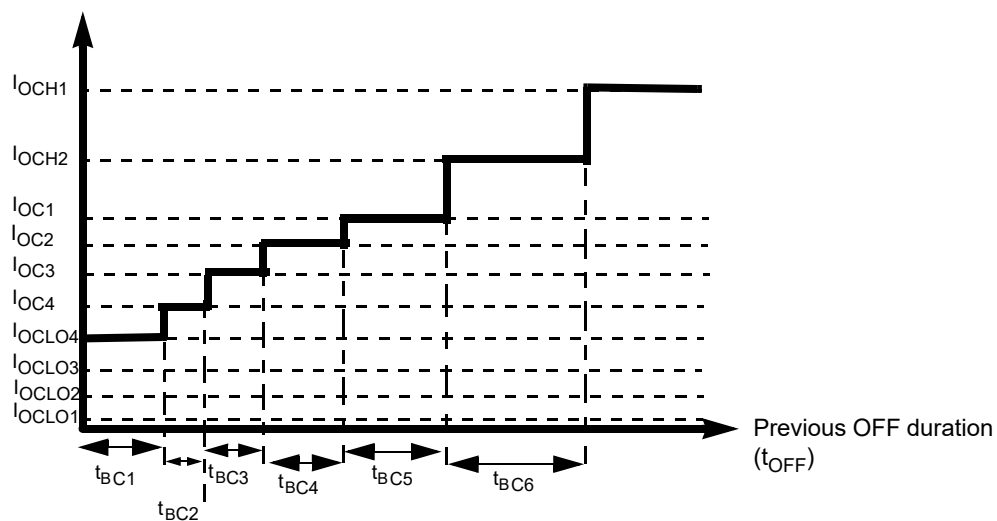 IOCH1
IOCH2
IOC1
IOC2
IOC3
IOC4
IOCLO4
IOCLO3
IOCLO2
IOCLO1
Previous OFF duration
(tOFF)
tBC1
tBC2
tBC3
tBC4
tBC5
tBC6